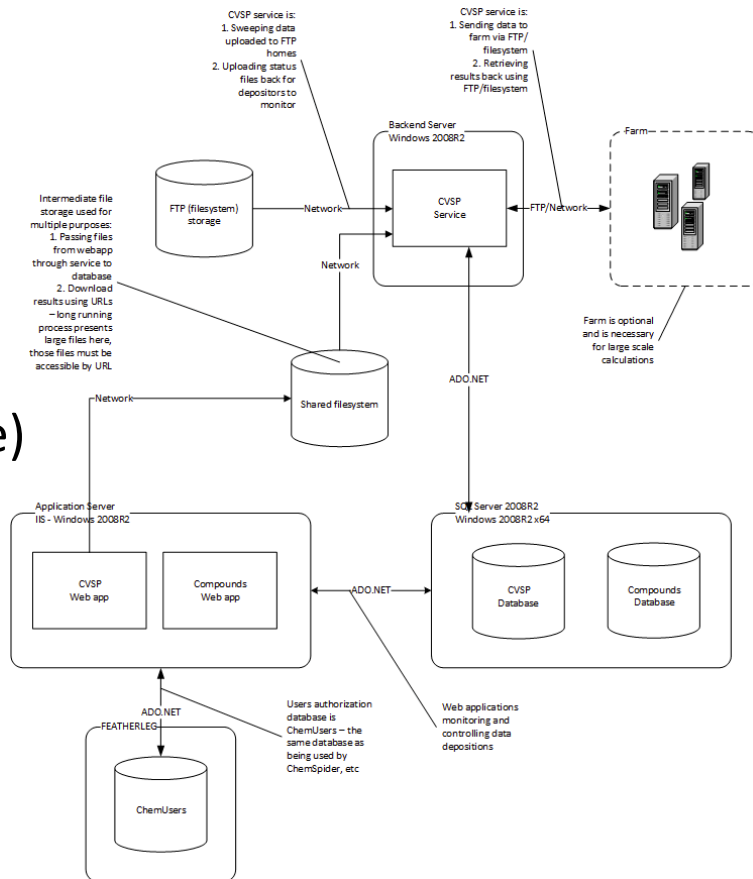 CVSP service is:
1. Sweeping data
uploaded to FTP
homes
2. Uploading status
files back for
depositors to
monitor
CVSP service is:
1. Sending data to
farm via FTP/
filesystem
2. Retrieving
results back using
FTP/filesystem
Backend Server
Windows 2008R2
Farm
FTP (filesystem)
storage
Network
CVSP
Service
FTP/Network
Intermediate file
storage used for
multiple purposes:
1. Passing files
from webapp
through service to
database
2. Download
results using URLs
– long running
process presents
large files here,
those files must be
accessible by URL
Network
Farm is optional
and is necessary
for large scale
calculations
Shared filesystem
ADO.NET
Network
e)
Application Server
IIS - Windows 2008R2
SQL Server 2008R2
Windows 2008R2 x64
CVSP
Web app
Compounds
Web app
ADO.NET
CVSP
Database
Compounds
Database
ADO.NET
FEATHERLEG
Users authorization
database is
ChemUsers – the
same database as
being used by
ChemSpider, etc
Web applications
monitoring and
controlling data
depositions
ChemUsers